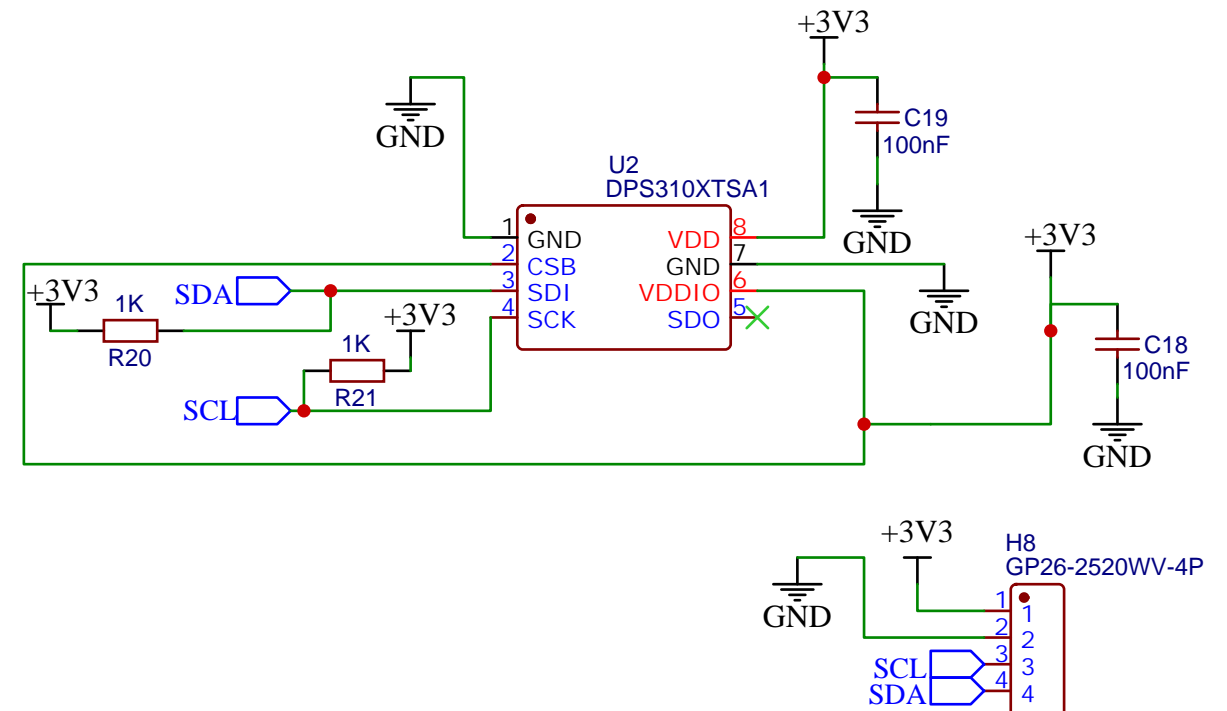 +3V3
GND
C19
100nF
GND
U2
DPS310XTSA1
1 GND
2 CSB
3 SDI
4 SCK
VDD 8
GND 7
VDDIO 6
SDO 5
+3V3
1K
R20
SDA
+3V3
1K
R21
SCL
GND
+3V3
C18
100nF
GND
+3V3
GND
H8
GP26-2520WV-4P
1 1
2 2
SCL 3 3
SDA 4 4